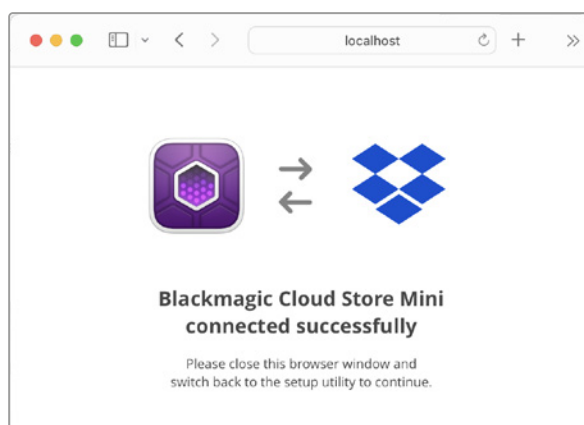 localhost
Blackmagic Cloud Store Mini
connected successfully
Please close this browser window and
switch back to the setup utility to continue.